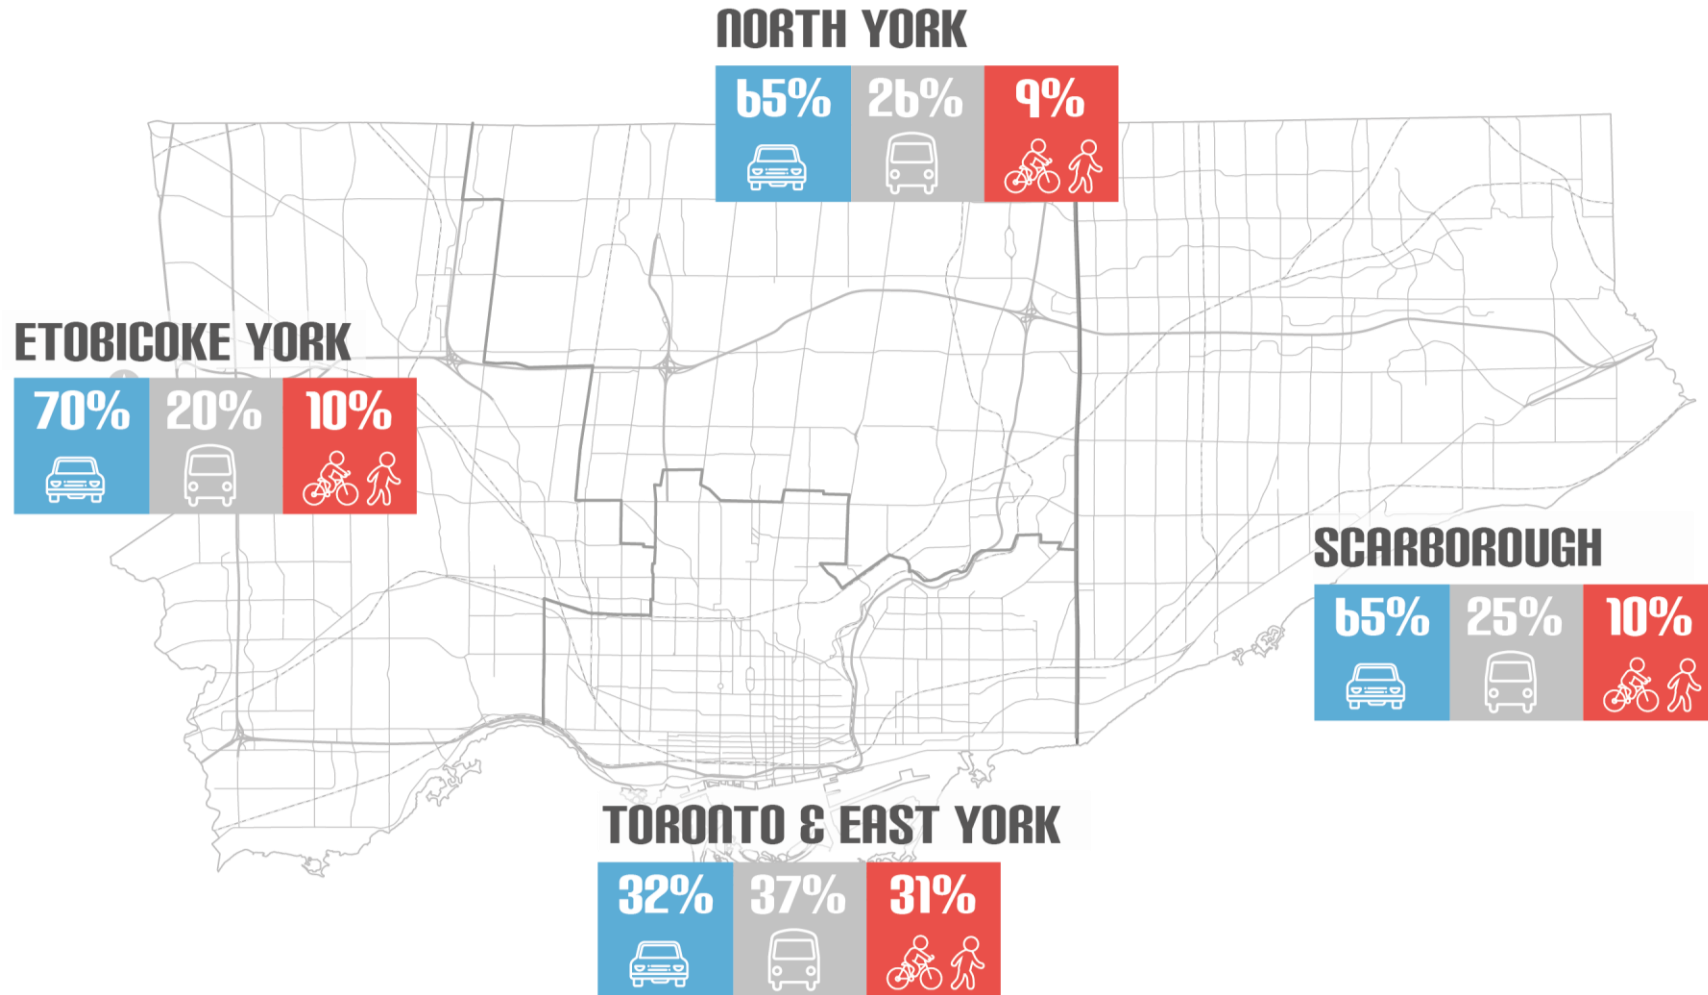 NORTH YORK
65% 26% 9%
ETOBICOKE YORK
70% 20% 10%
SCARBOROUGH
65% 25% 10%
TORONTO & EAST YORK
32% 37% 31%